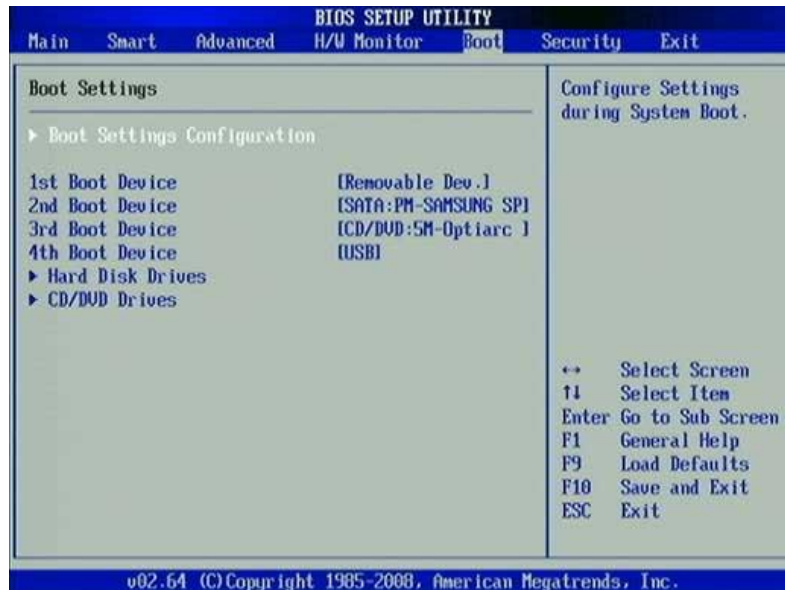 BIOS SETUP UTILITY
Main Smart Advanced H/W Monitor Boot Security Exit
Boot Settings
▶ Boot Settings Configuration
1st Boot Device [Removable Dev.]
2nd Boot Device [SATA:PM-SAMSUNG SP]
3rd Boot Device [CD/DVD:5M-Optiarc ]
4th Boot Device [USB]
▶ Hard Disk Drives
▶ CD/DVD Drives
Configure Settings
during System Boot.
↔ Select Screen
↑↓ Select Item
Enter Go to Sub Screen
F1 General Help
F9 Load Defaults
F10 Save and Exit
ESC Exit
v02.64 (C)Copyright 1985-2008, American Megatrends, Inc.